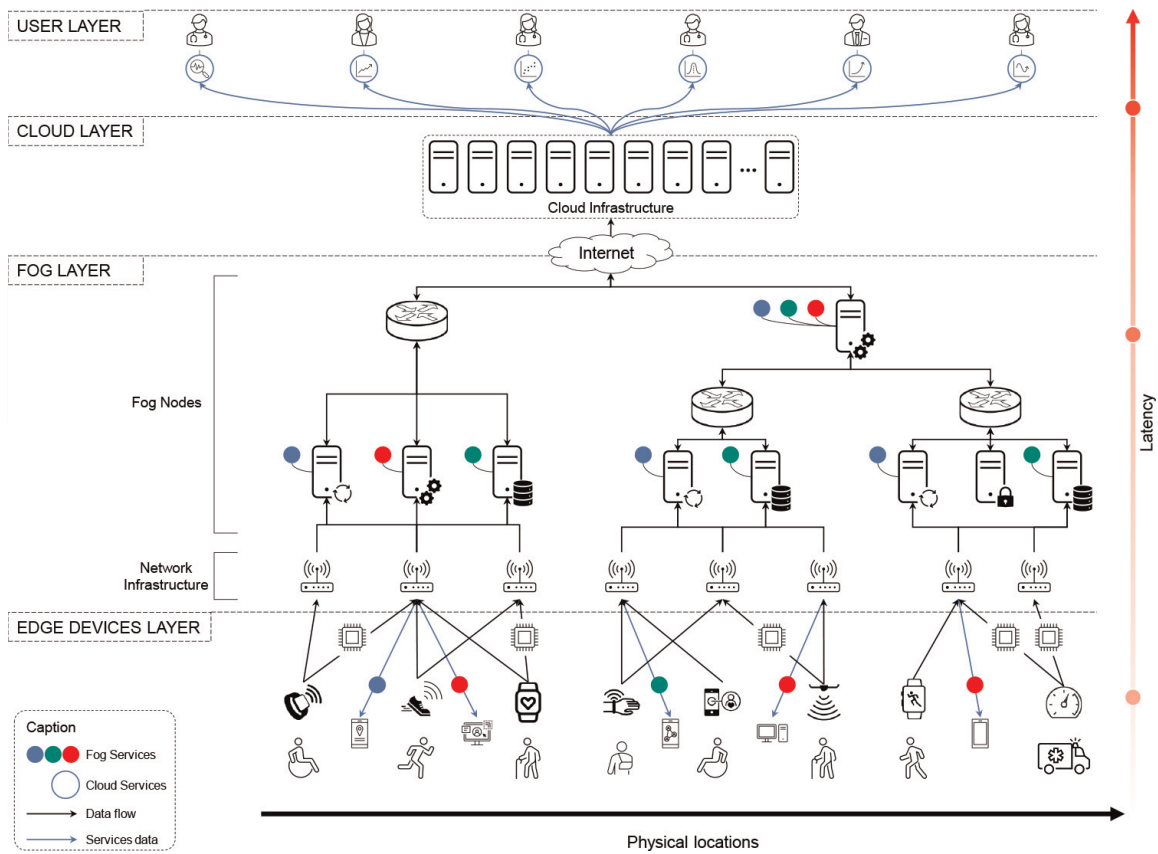 USER LAYER
CLOUD LAYER
...
Cloud Infrastructure
Internet
FOG LAYER
Fog Nodes
Latency
Network
Infrastructure
EDGE DEVICES LAYER
Caption
Fog Services
Cloud Services
Data flow
Services data
Physical locations